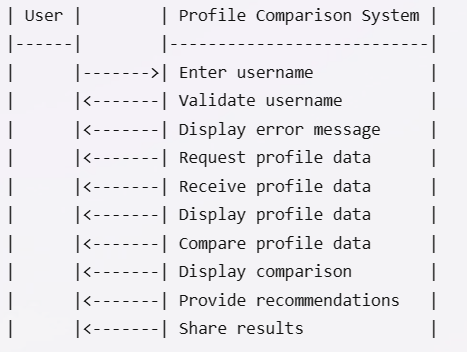 | User |        | Profile Comparison System |
|------|        |---------------------------|
|      |------->| Enter username            |
|      |<-------| Validate username         |
|      |<-------| Display error message     |
|      |<-------| Request profile data      |
|      |<-------| Receive profile data      |
|      |<-------| Display profile data      |
|      |<-------| Compare profile data      |
|      |<-------| Display comparison        |
|      |<-------| Provide recommendations   |
|      |<-------| Share results             |